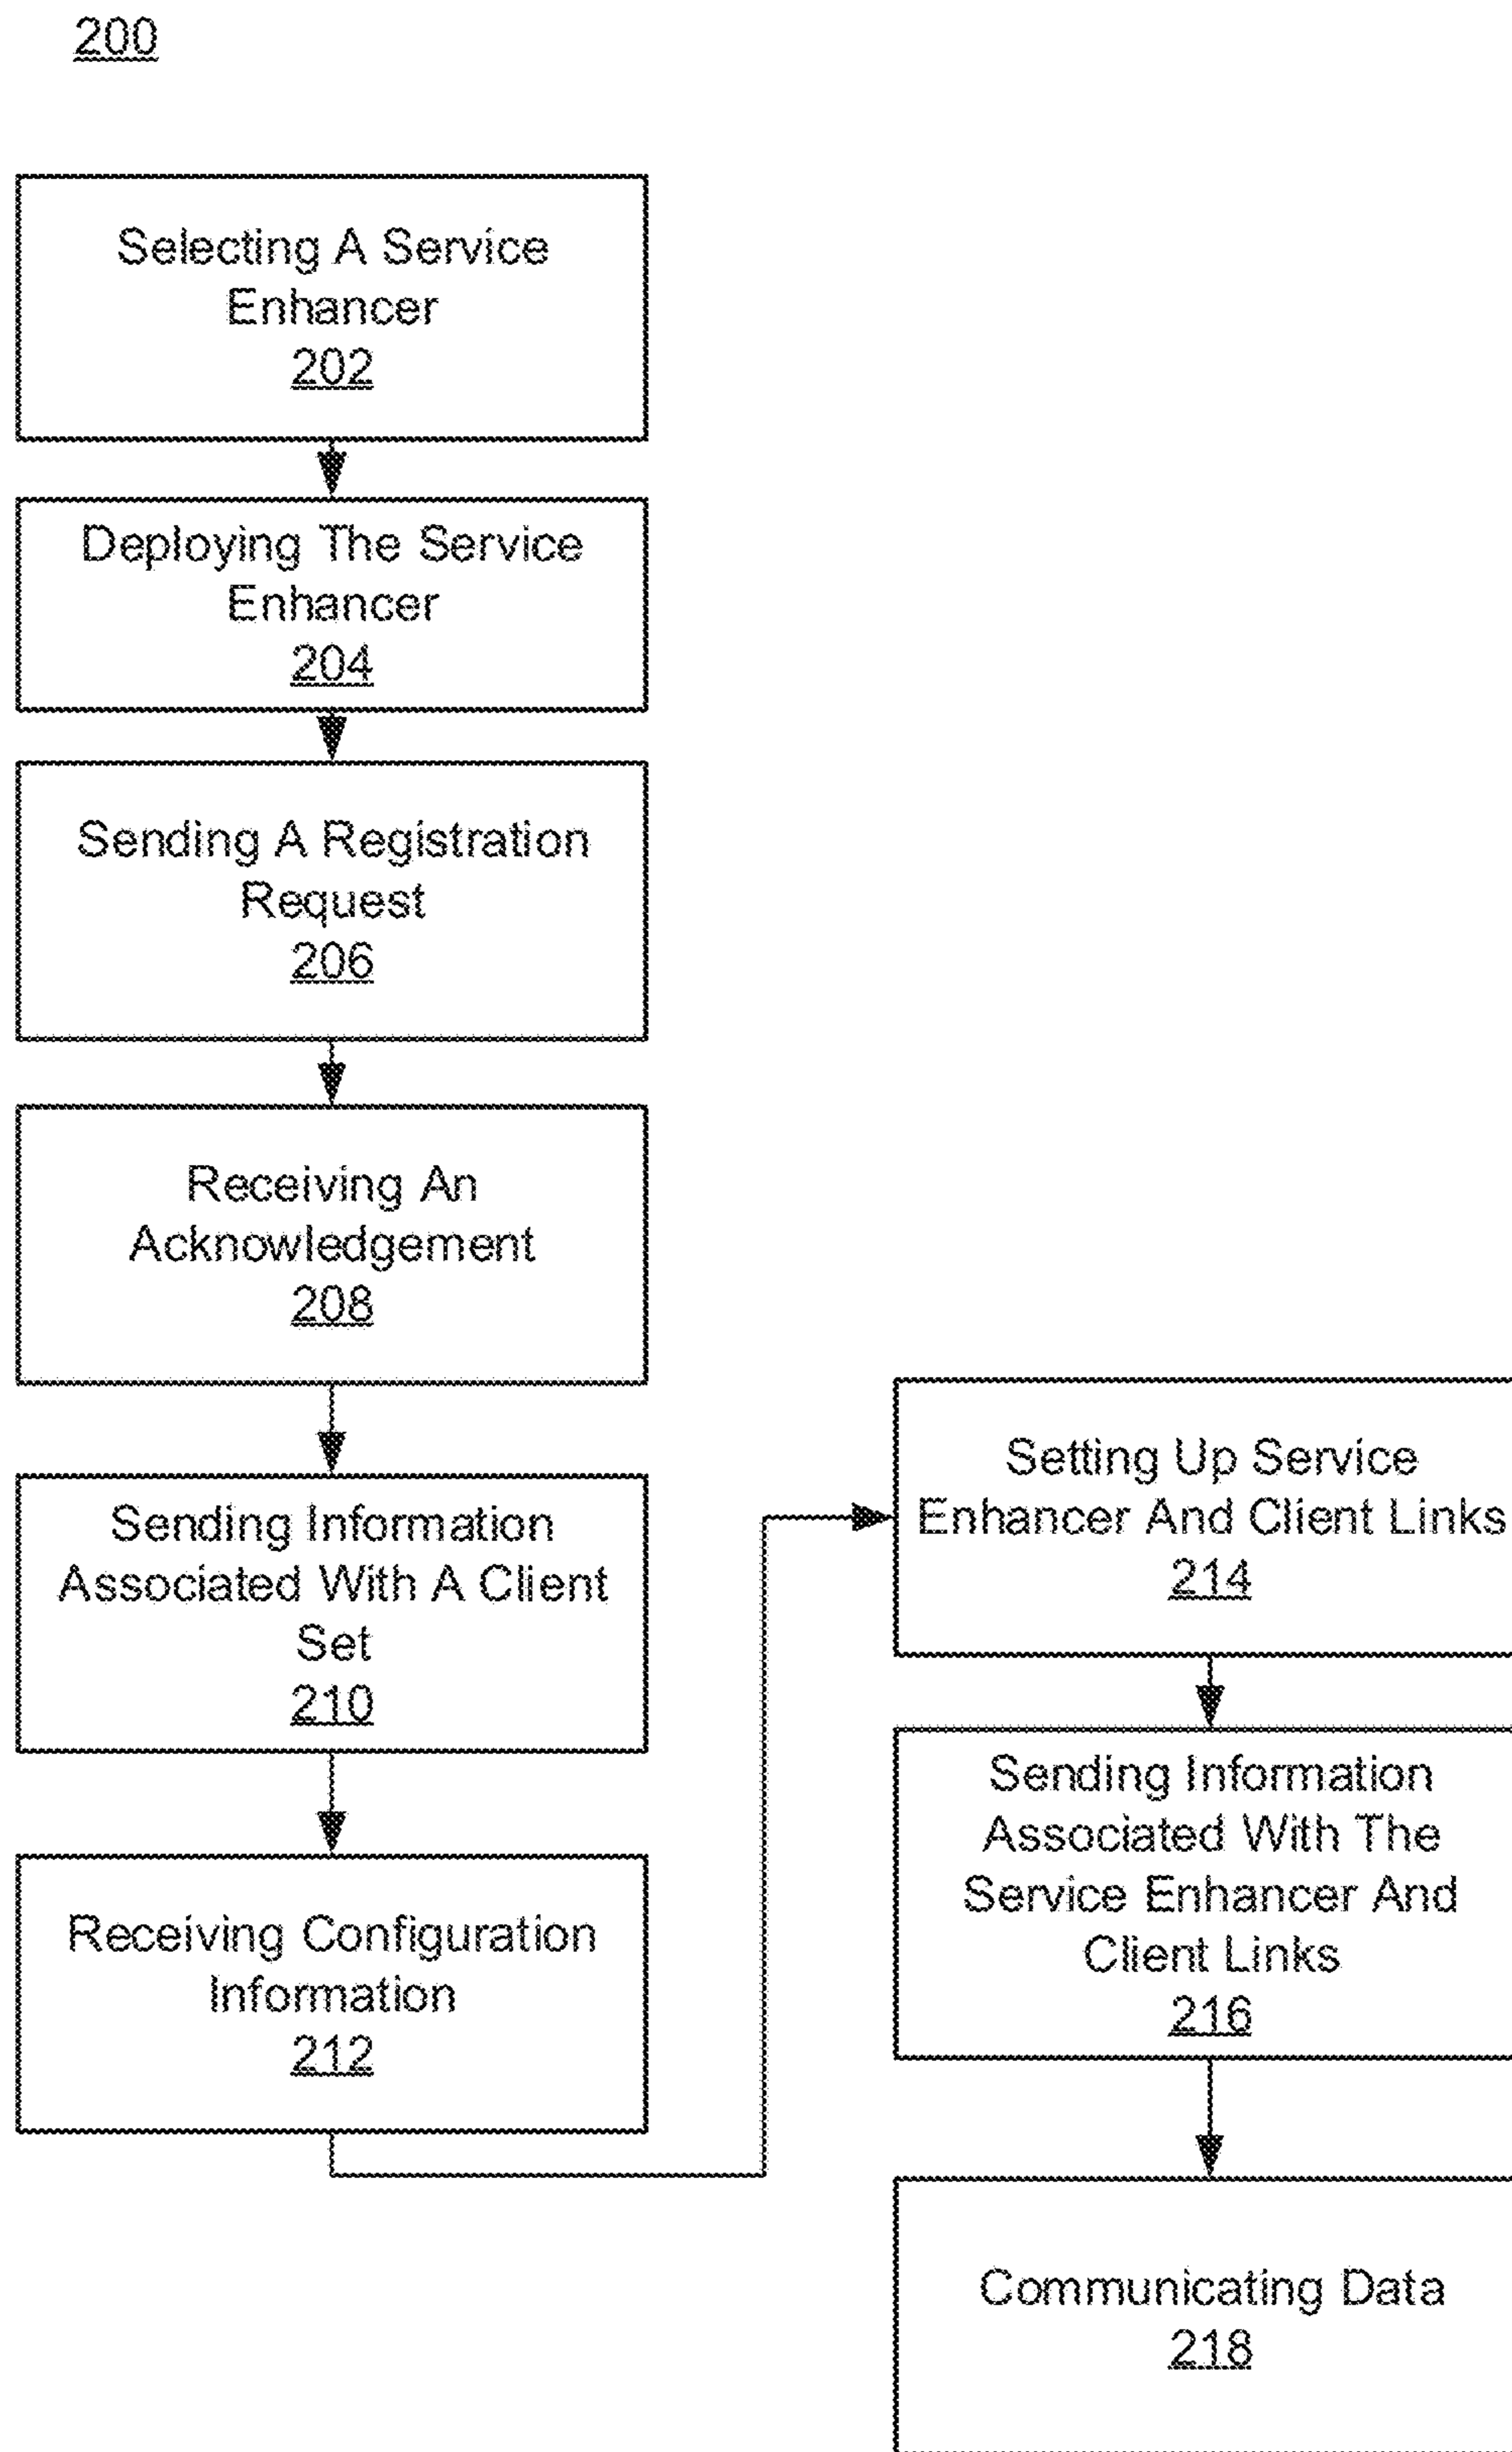 200
Selecting A Service
Enhancer
202
Deploying The Service
Enhancer
204
Sending A Registration
Request
206
Receiving An
Acknowledgement
208
Sending Information
Associated With A Client
Set
210
Receiving Configuration
Information
212
Setting Up Service
Enhancer And Client Links
214
Sending Information
Associated With The
Service Enhancer And
Client Links
216
Communicating Data
218